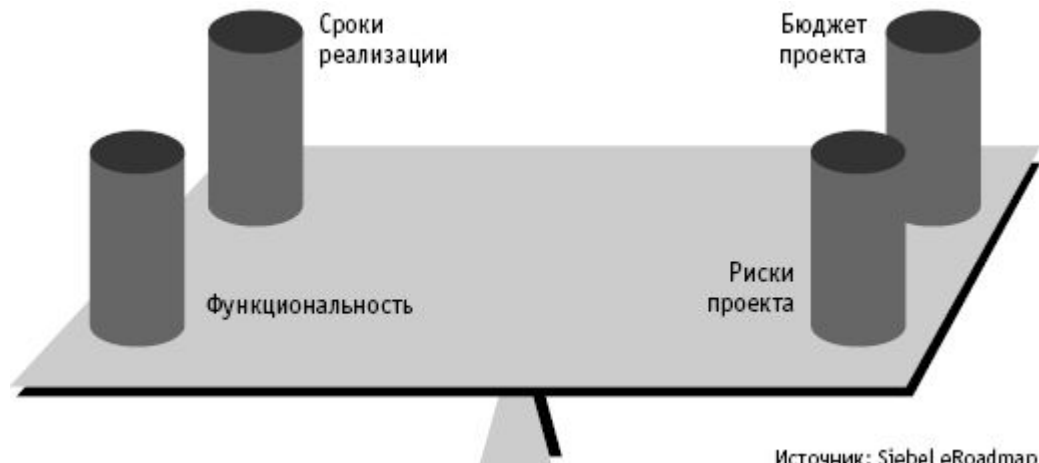 Сроки
реализации
Бюджет
проекта
Функциональность
Риски
проекта
Источник: Siebel eRoadmap